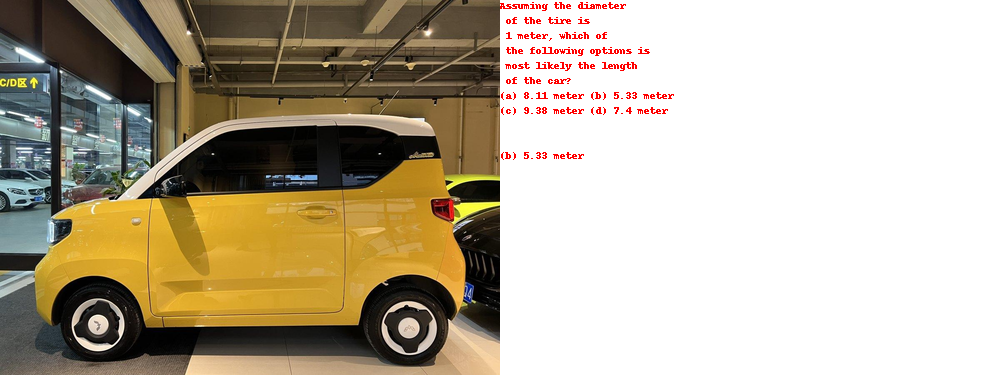 C/D区
Assuming the diameter
of the tire is
1 meter, which of
the following options is
most likely the length
of the car?
(a) 8.11 meter (b) 5.33 meter
(c) 9.38 meter (d) 7.4 meter
(b) 5.33 meter